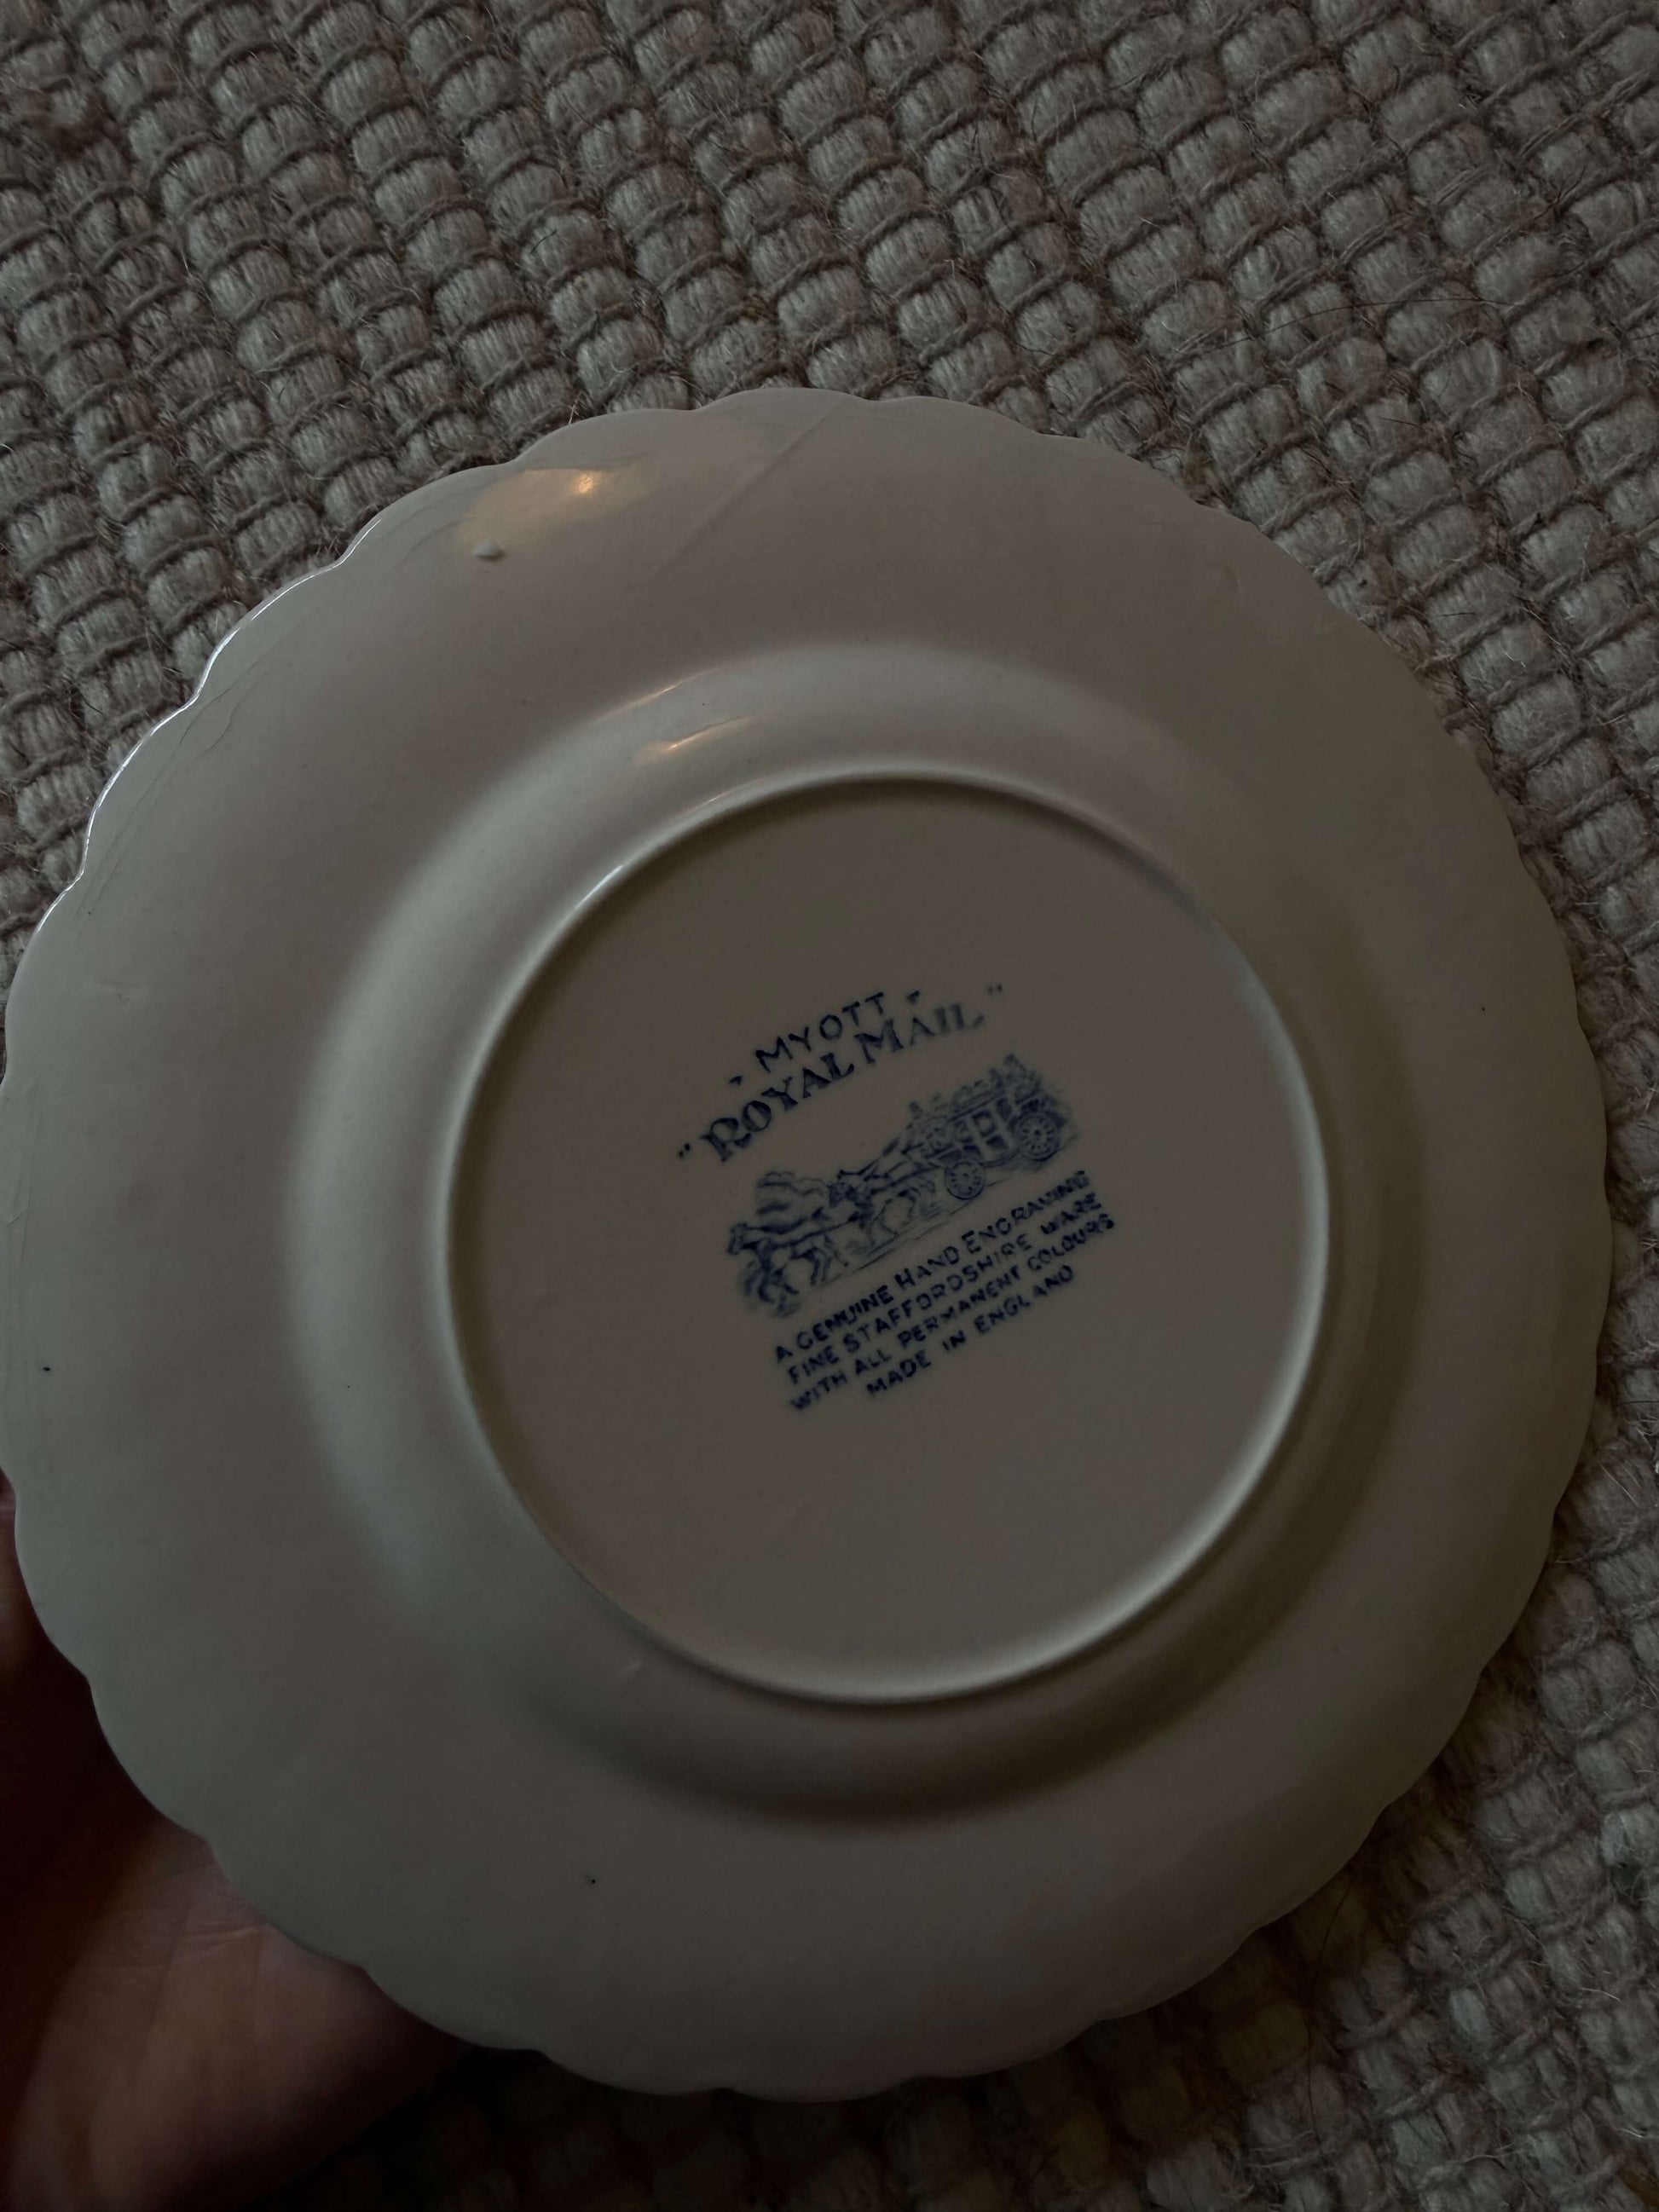 - MYOTT -
"ROYAL MAIL"
A GENUINE HAND ENGRAVING
FINE STAFFORDSHIRE WARE
WITH ALL PERMANENT COLOURS
MADE IN ENGLAND